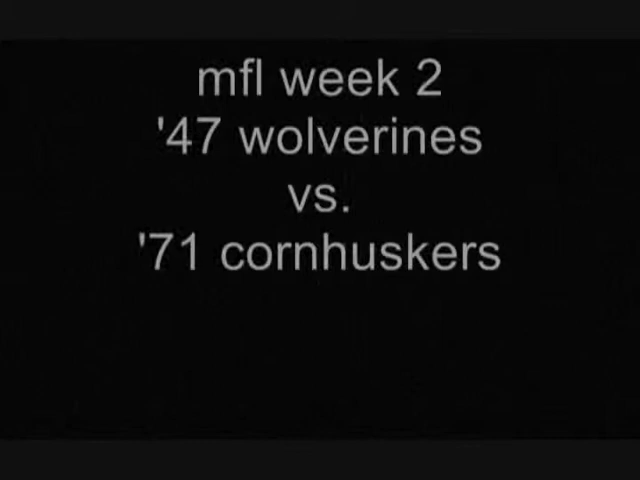 mfl week 2
'47 wolverines
vs.
'71 cornhuskers